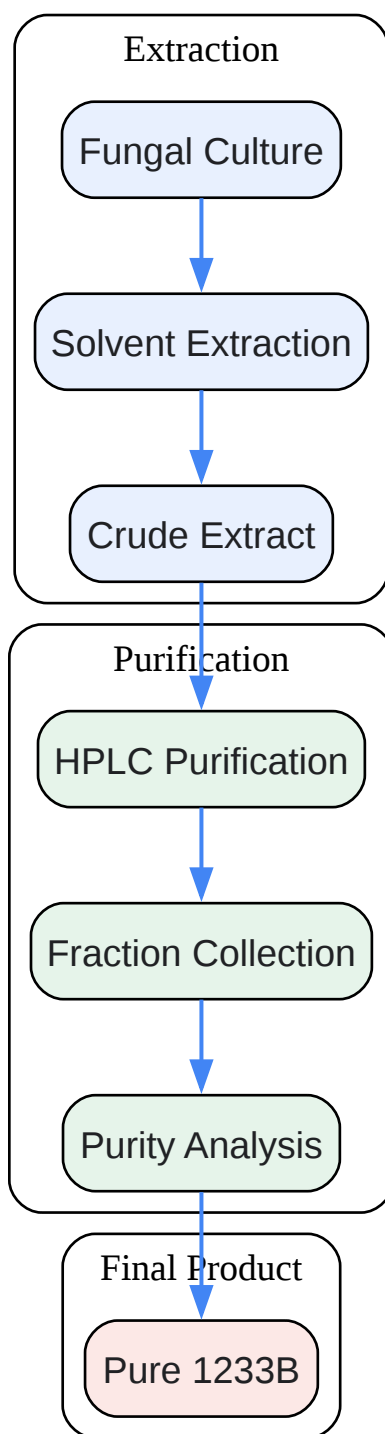 Extraction
Fungal Culture
Solvent Extraction
Crude Extract
Purification
HPLC Purification
Fraction Collection
Purity Analysis
Final Product
Pure 1233B